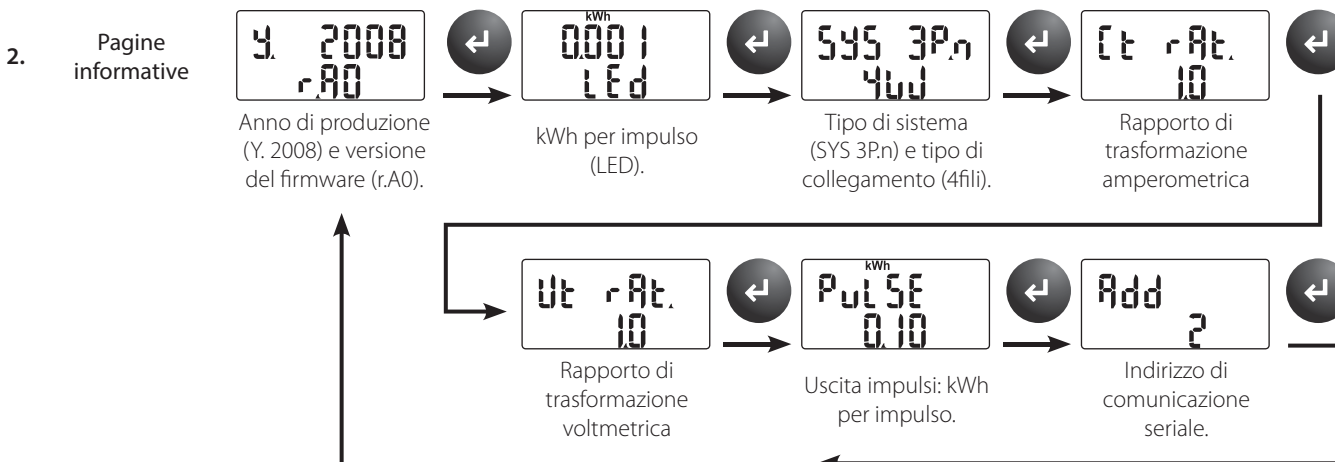 2.
Pagine
informative
Y. 2008
r.A0
kWh
0.001
LEd
SYS 3P.n
4W
Ct rAt.
1.0
Anno di produzione
(Y. 2008) e versione
del firmware (r.A0).
kWh per impulso
(LED).
Tipo di sistema
(SYS 3P.n) e tipo di
collegamento (4fili).
Rapporto di
trasformazione
amperometrica
Ut rAt.
1.0
kWh
PuLSE
0.10
Add
2
Rapporto di
trasformazione
voltmetrica
Uscita impulsi: kWh
per impulso.
Indirizzo di
comunicazione
seriale.